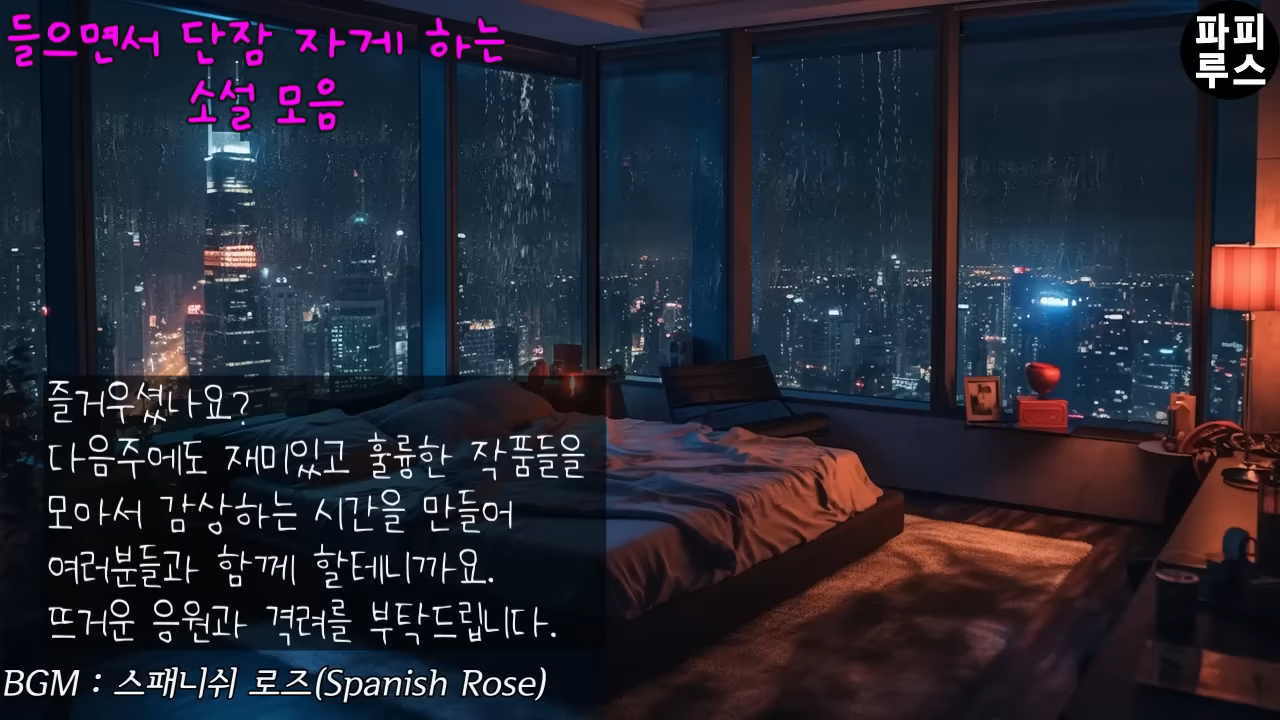 들으면서 단잠 자게 하는
소설 모음
파피
루스
즐거우셨나요?
다음주에도 재미있고 훌륭한 작품들을
모아서 감상하는 시간을 만들어
여러분들과 함께 할테니까요.
뜨거운 응원과 격려를 부탁드립니다.
BGM : 스패니쉬 로즈(Spanish Rose)